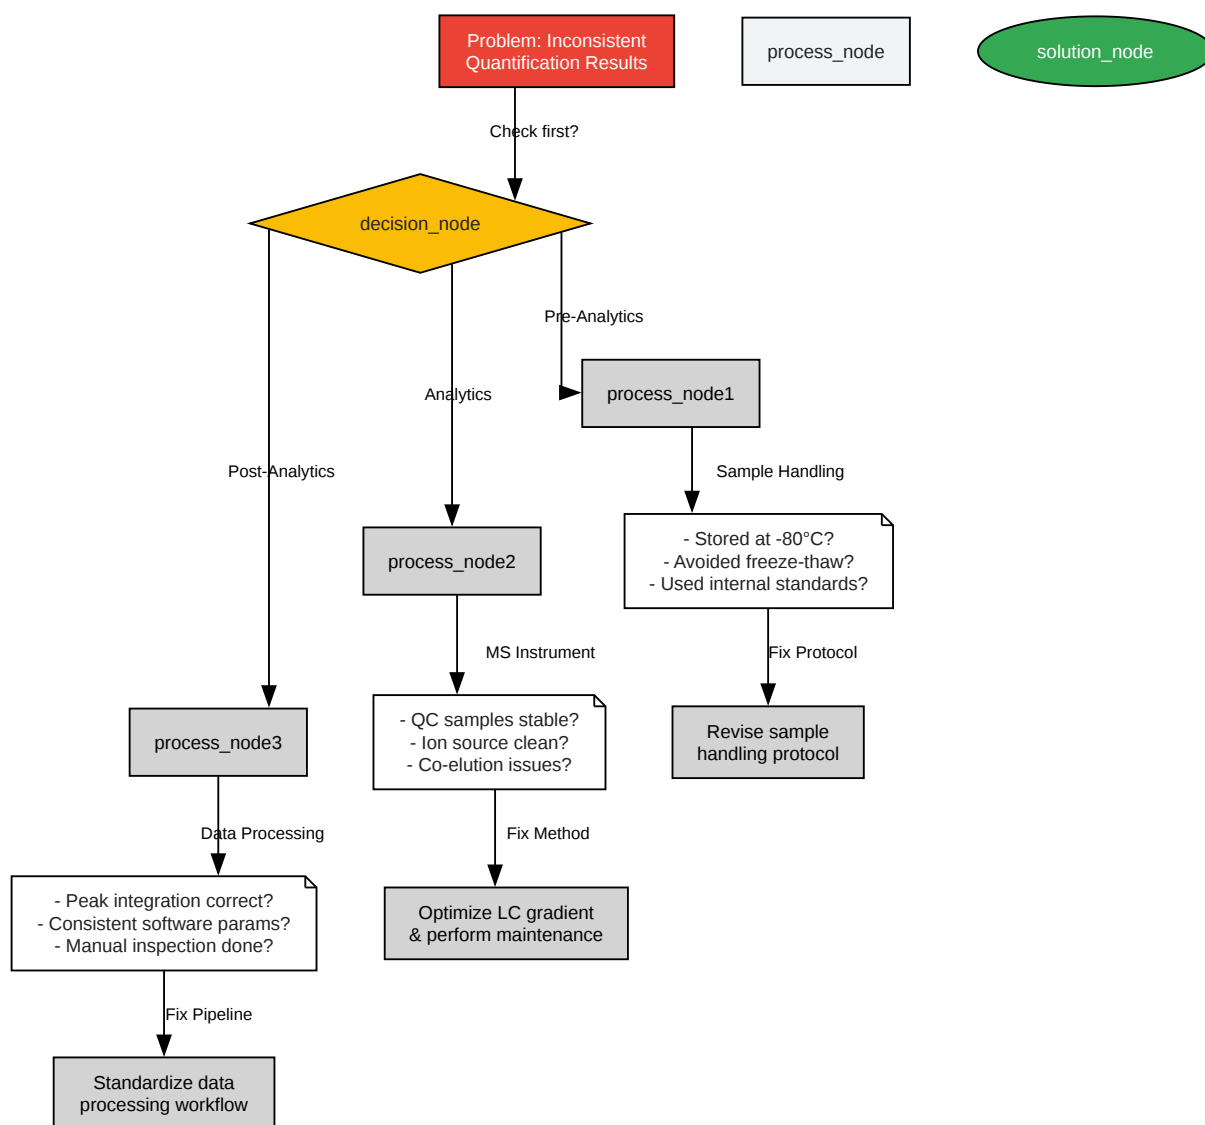 Problem: Inconsistent
Quantification Results
process_node
solution_node
Check first?
decision_node
Pre-Analytics
Analytics
process_node1
Post-Analytics
Sample Handling
- Stored at -80°C?
- Avoided freeze-thaw?
- Used internal standards?
process_node2
MS Instrument
Fix Protocol
- QC samples stable?
- Ion source clean?
- Co-elution issues?
Revise sample
handling protocol
process_node3
Data Processing
Fix Method
- Peak integration correct?
- Consistent software params?
- Manual inspection done?
Optimize LC gradient
& perform maintenance
Fix Pipeline
Standardize data
processing workflow